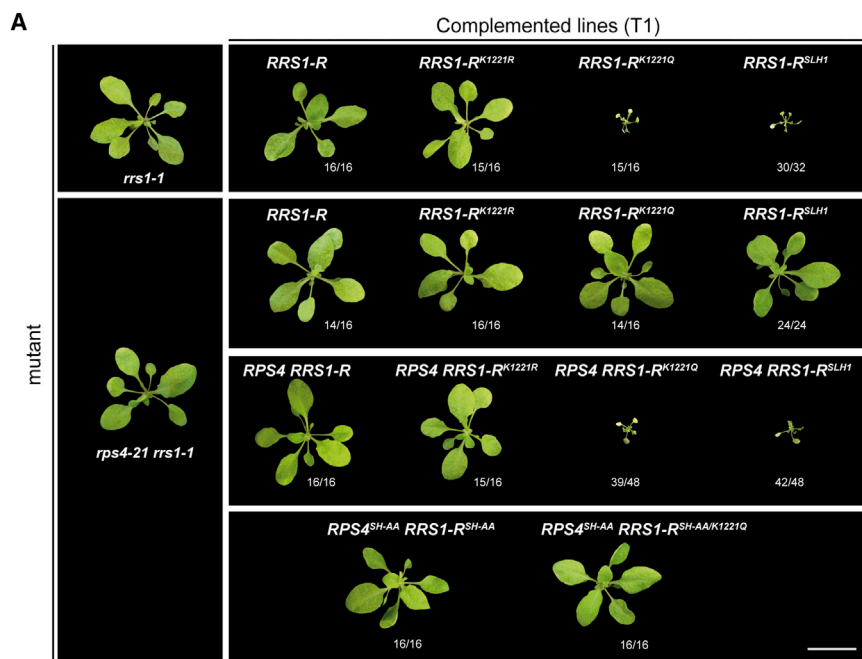 A
Complemented lines (T1)
mutant
rrs1-1
RRS1-R RRS1-R^K1221R RRS1-R^K1221Q RRS1-R^SLH1
16/16 15/16 15/16 30/32
rps4-21 rrs1-1
RRS1-R RRS1-R^K1221R RRS1-R^K1221Q RRS1-R^SLH1
14/16 16/16 14/16 24/24
RPS4 RRS1-R RPS4 RRS1-R^K1221R RPS4 RRS1-R^K1221Q RPS4 RRS1-R^SLH1
16/16 15/16 39/48 42/48
RPS4^SH-AA RRS1-R^SH-AA RPS4^SH-AA RRS1-R^SH-AA/K1221Q
16/16 16/16